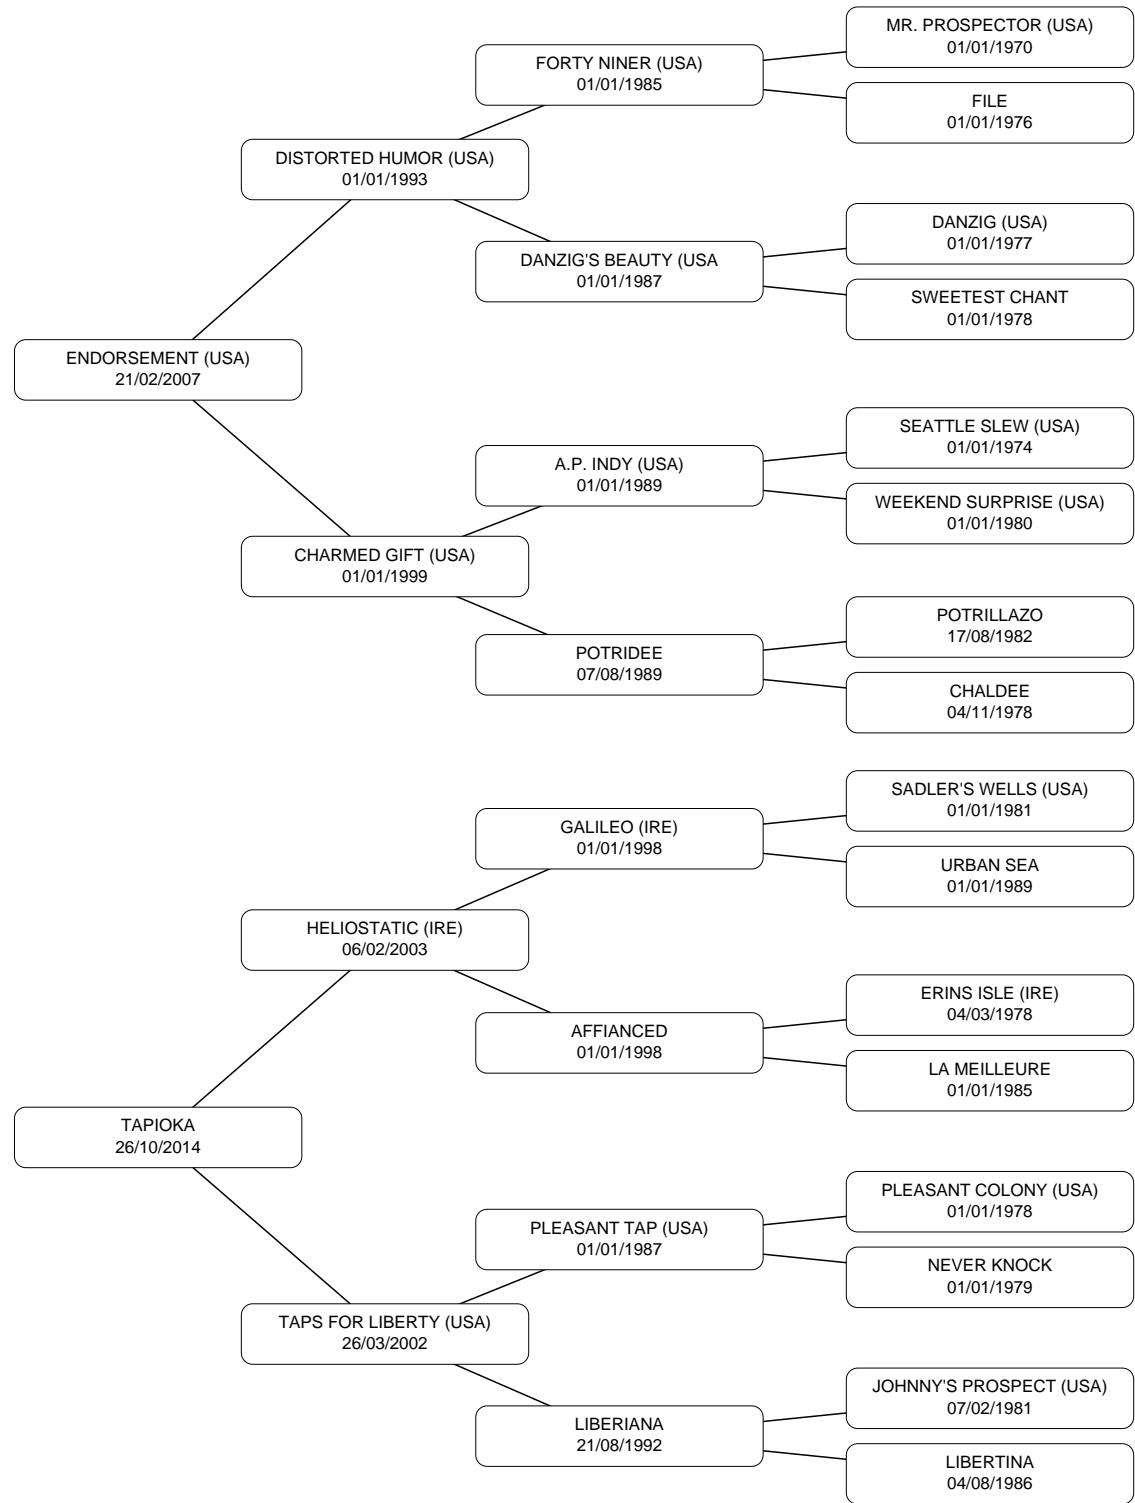 MR. PROSPECTOR (USA)
01/01/1970
FORTY NINER (USA)
01/01/1985
FILE
01/01/1976
DISTORTED HUMOR (USA)
01/01/1993
DANZIG (USA)
01/01/1977
DANZIG'S BEAUTY (USA
01/01/1987
SWEETEST CHANT
01/01/1978
ENDORSEMENT (USA)
21/02/2007
SEATTLE SLEW (USA)
01/01/1974
A.P. INDY (USA)
01/01/1989
WEEKEND SURPRISE (USA)
01/01/1980
CHARMED GIFT (USA)
01/01/1999
POTRILLAZO
17/08/1982
POTRIDEE
07/08/1989
CHALDEE
04/11/1978
SADLER'S WELLS (USA)
01/01/1981
GALILEO (IRE)
01/01/1998
URBAN SEA
01/01/1989
HELIOSTATIC (IRE)
06/02/2003
ERINS ISLE (IRE)
04/03/1978
AFFIANCED
01/01/1998
LA MEILLEURE
01/01/1985
TAPIOKA
26/10/2014
PLEASANT COLONY (USA)
01/01/1978
PLEASANT TAP (USA)
01/01/1987
NEVER KNOCK
01/01/1979
TAPS FOR LIBERTY (USA)
26/03/2002
JOHNNY'S PROSPECT (USA)
07/02/1981
LIBERIANA
21/08/1992
LIBERTINA
04/08/1986